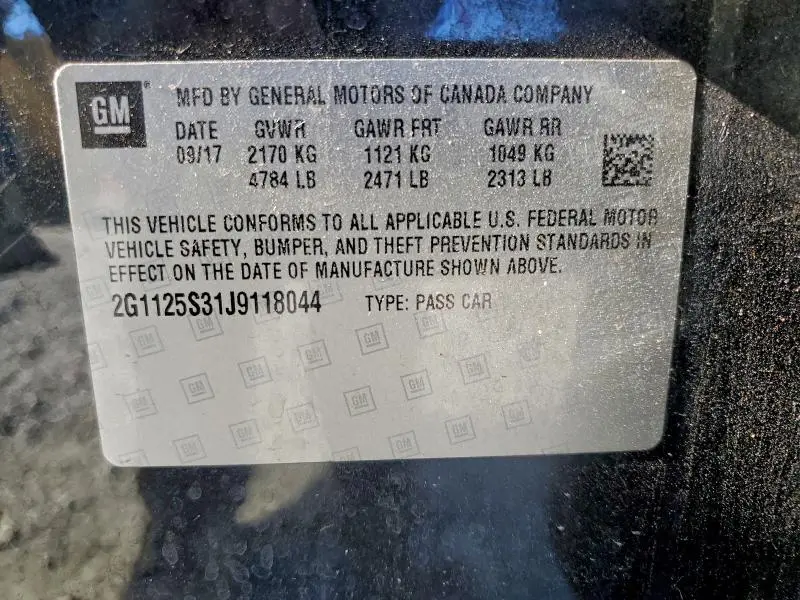 GM® MFD BY GENERAL MOTORS OF CANADA COMPANY
DATE GVWR GAWR FRT GAWR RR
09/17 2170 KG 1121 KG 1049 KG
4784 LB 2471 LB 2313 LB
THIS VEHICLE CONFORMS TO ALL APPLICABLE U.S. FEDERAL MOTOR
VEHICLE SAFETY, BUMPER, AND THEFT PREVENTION STANDARDS IN
EFFECT ON THE DATE OF MANUFACTURE SHOWN ABOVE.
2G1125S31J9118044 TYPE: PASS CAR